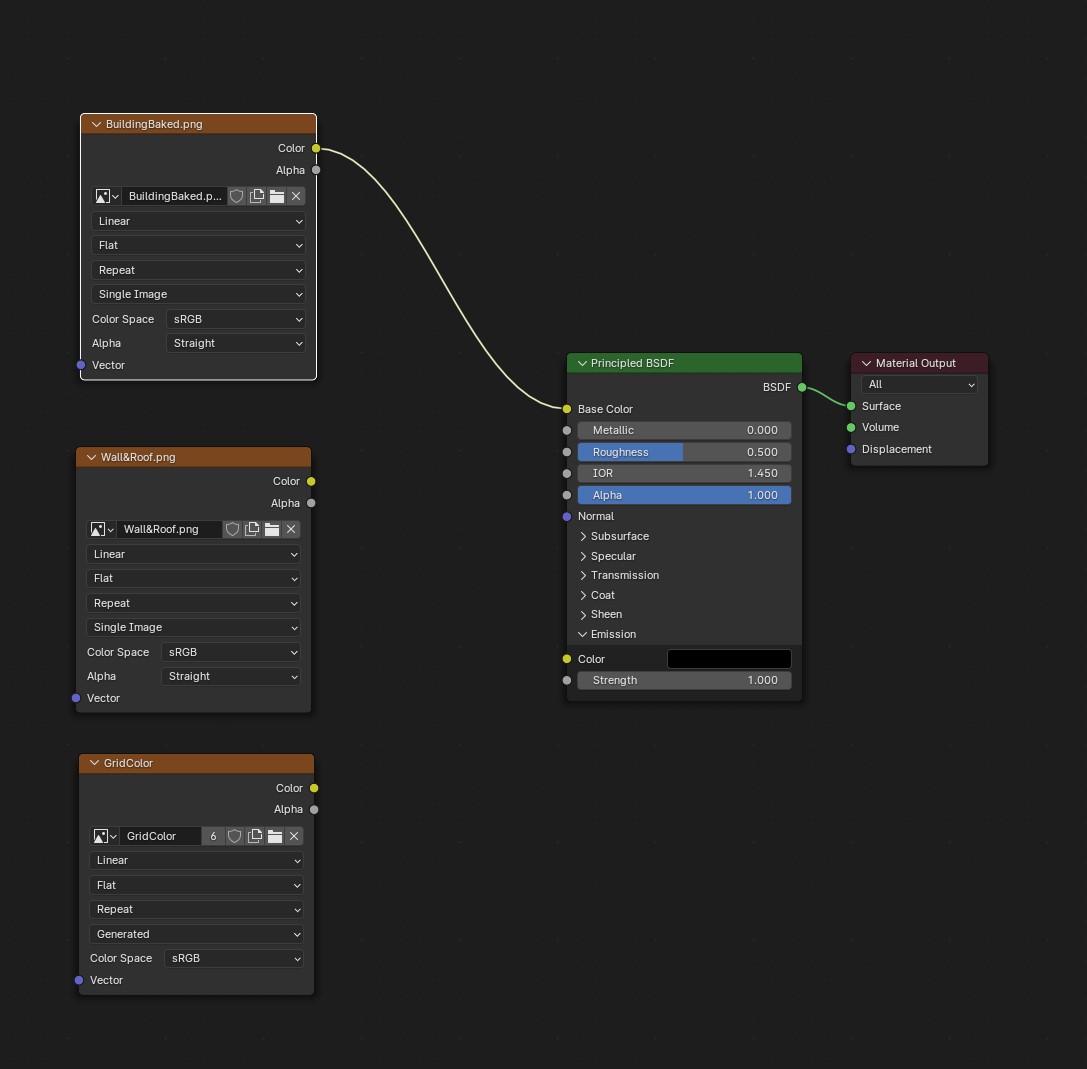 BuildingBaked.png
Color
Alpha
BuildingBaked.p...
Linear
Flat
Repeat
Single Image
Color Space sRGB
Alpha Straight
Vector
Wall&Roof.png
Color
Alpha
Wall&Roof.png
Linear
Flat
Repeat
Single Image
Color Space sRGB
Alpha Straight
Vector
GridColor
Color
Alpha
GridColor 6
Linear
Flat
Repeat
Generated
Color Space sRGB
Vector
Principled BSDF
BSDF
Base Color
Metallic 0.000
Roughness 0.500
IOR 1.450
Alpha 1.000
Normal
Subsurface
Specular
Transmission
Coat
Sheen
Emission
Color
Strength 1.000
Material Output
All
Surface
Volume
Displacement